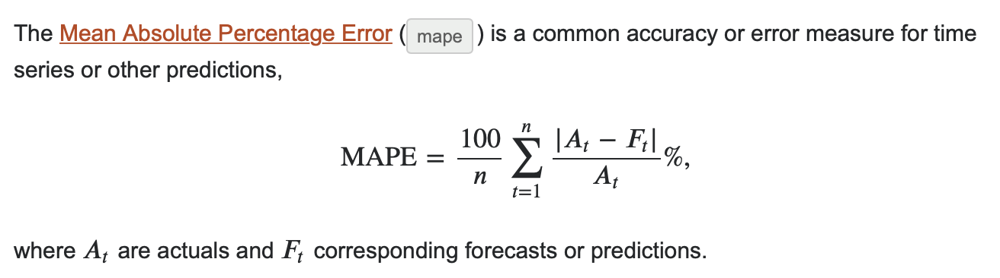 The Mean Absolute Percentage Error ( mape ) is a common accuracy or error measure for time
series or other predictions,
MAPE = \frac{100}{n} \sum_{t=1}^{n} \frac{|A_t − F_t|}{A_t} %,
where A_t are actuals and F_t corresponding forecasts or predictions.